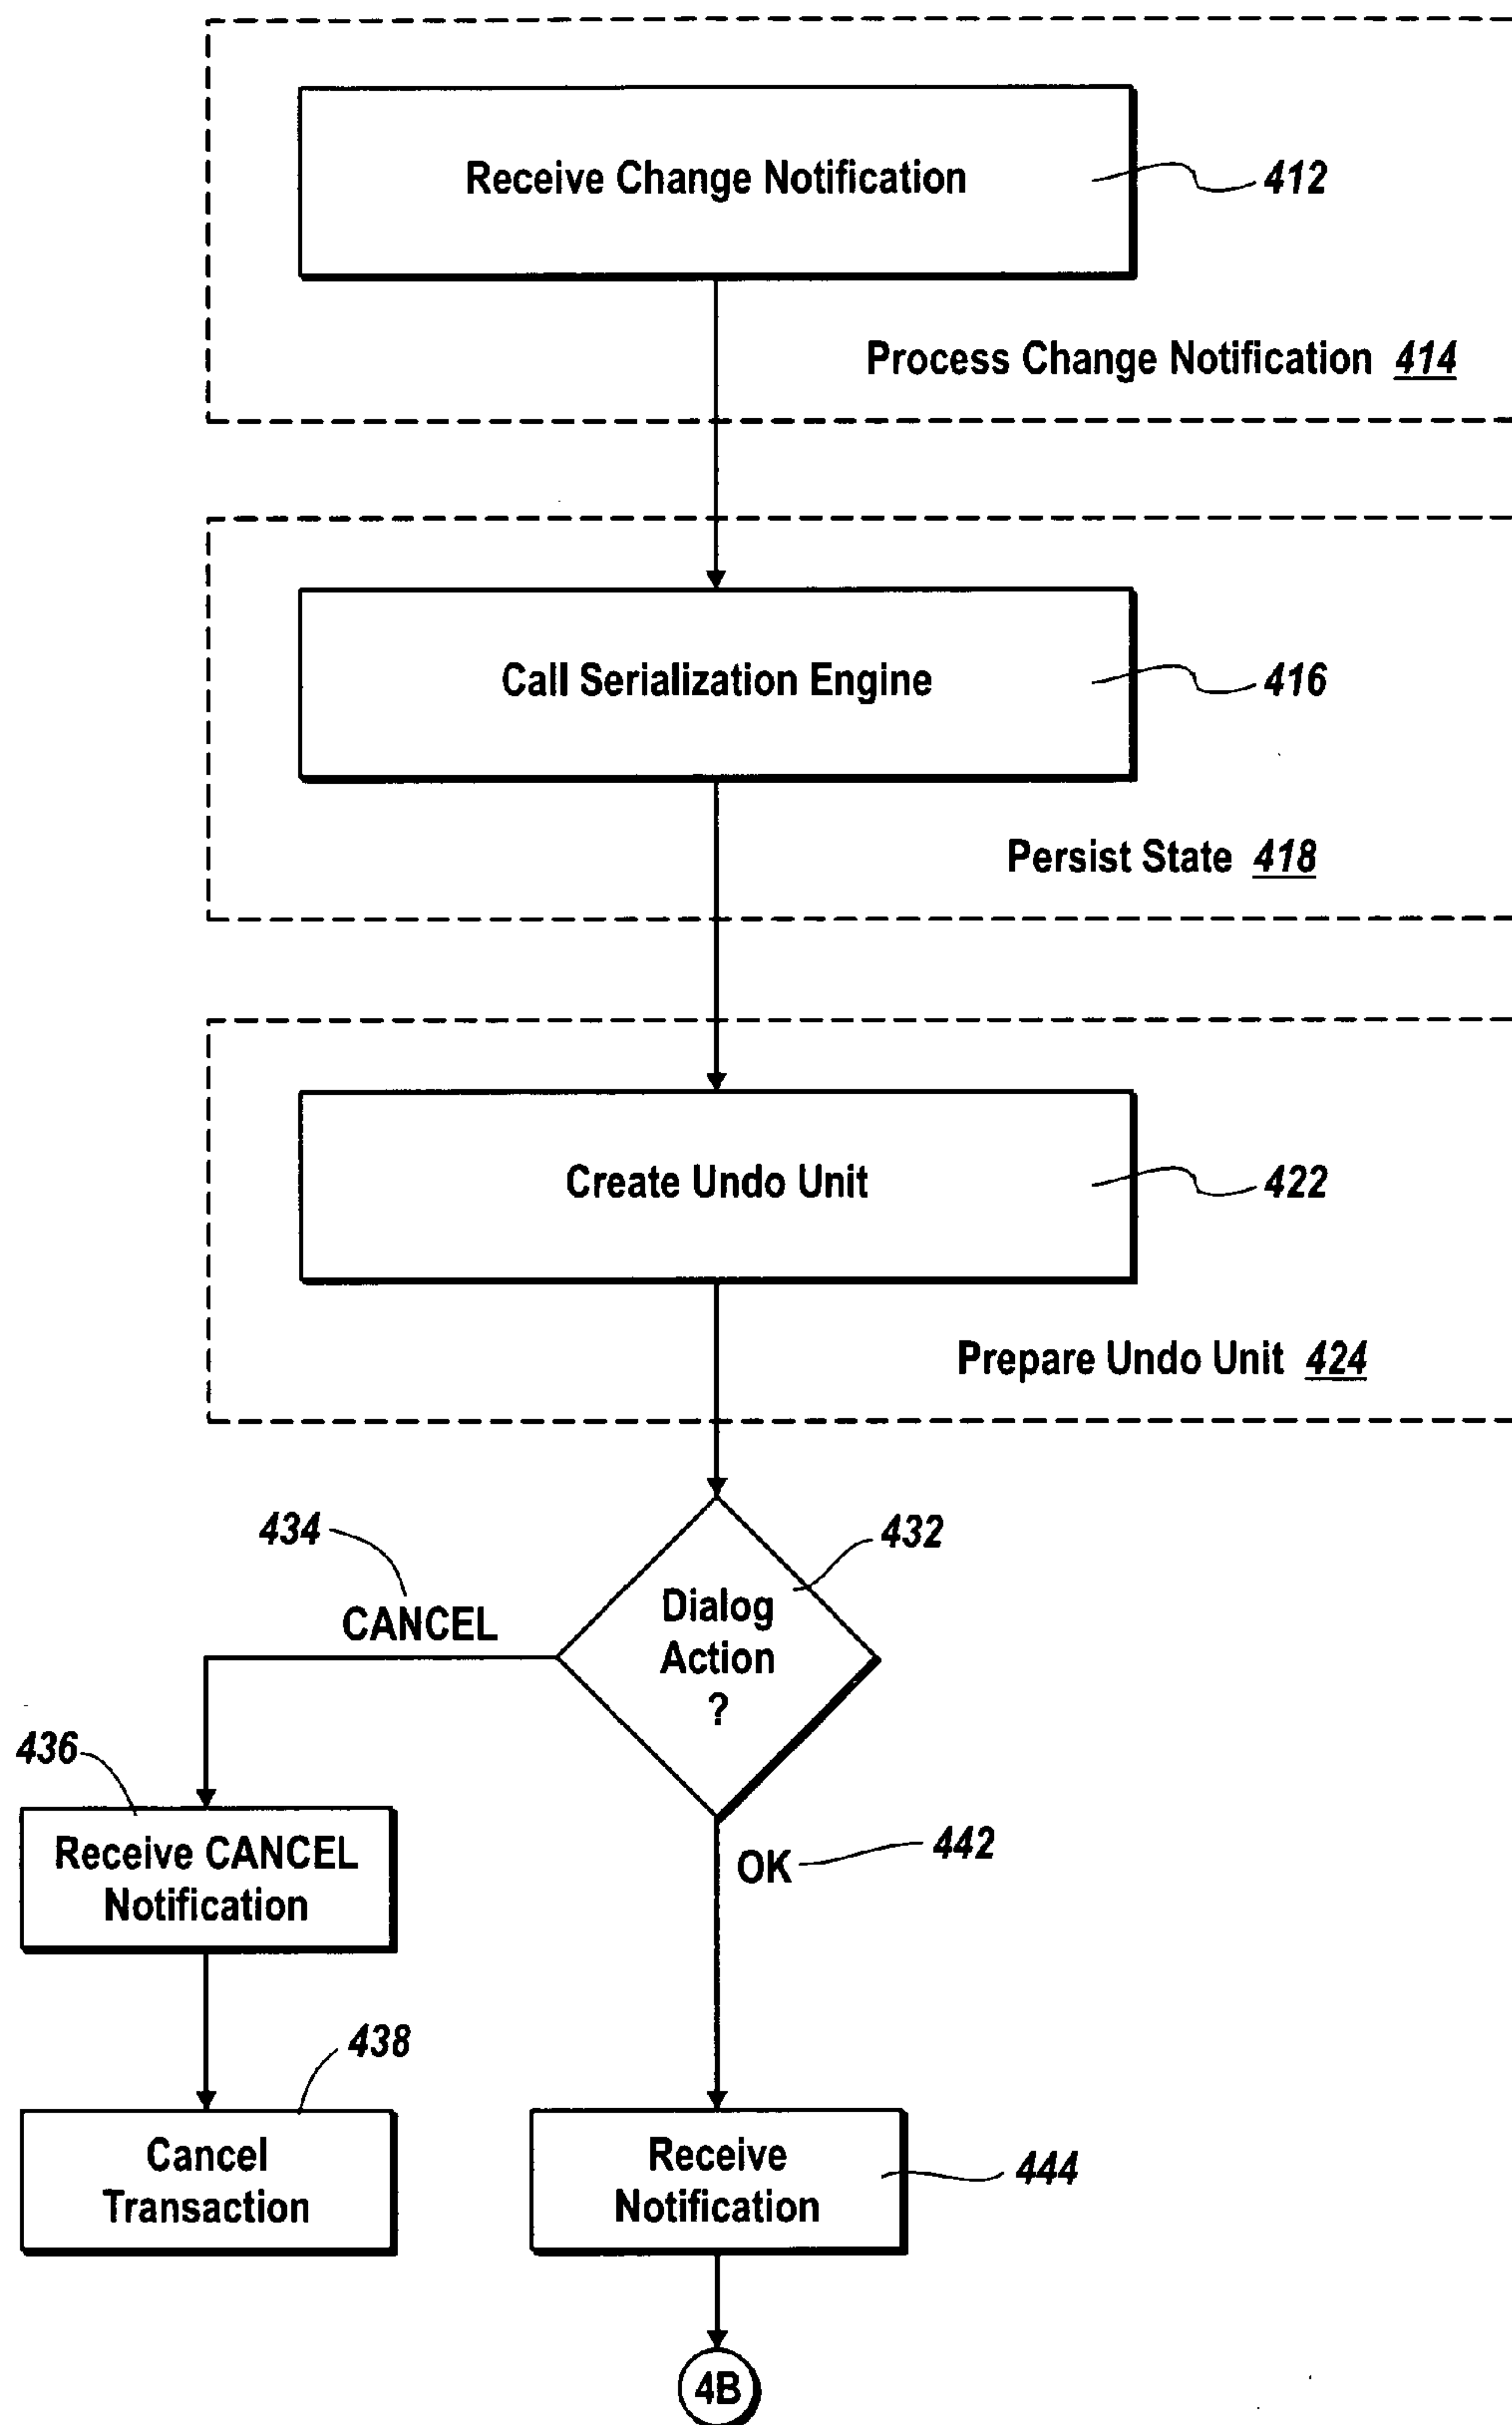 Receive Change Notification
412
Process Change Notification 414
Call Serialization Engine
416
Persist State 418
Create Undo Unit
422
Prepare Undo Unit 424
434
CANCEL
432
Dialog
Action
?
436
Receive CANCEL
Notification
OK
442
438
Cancel
Transaction
Receive
Notification
444
4B